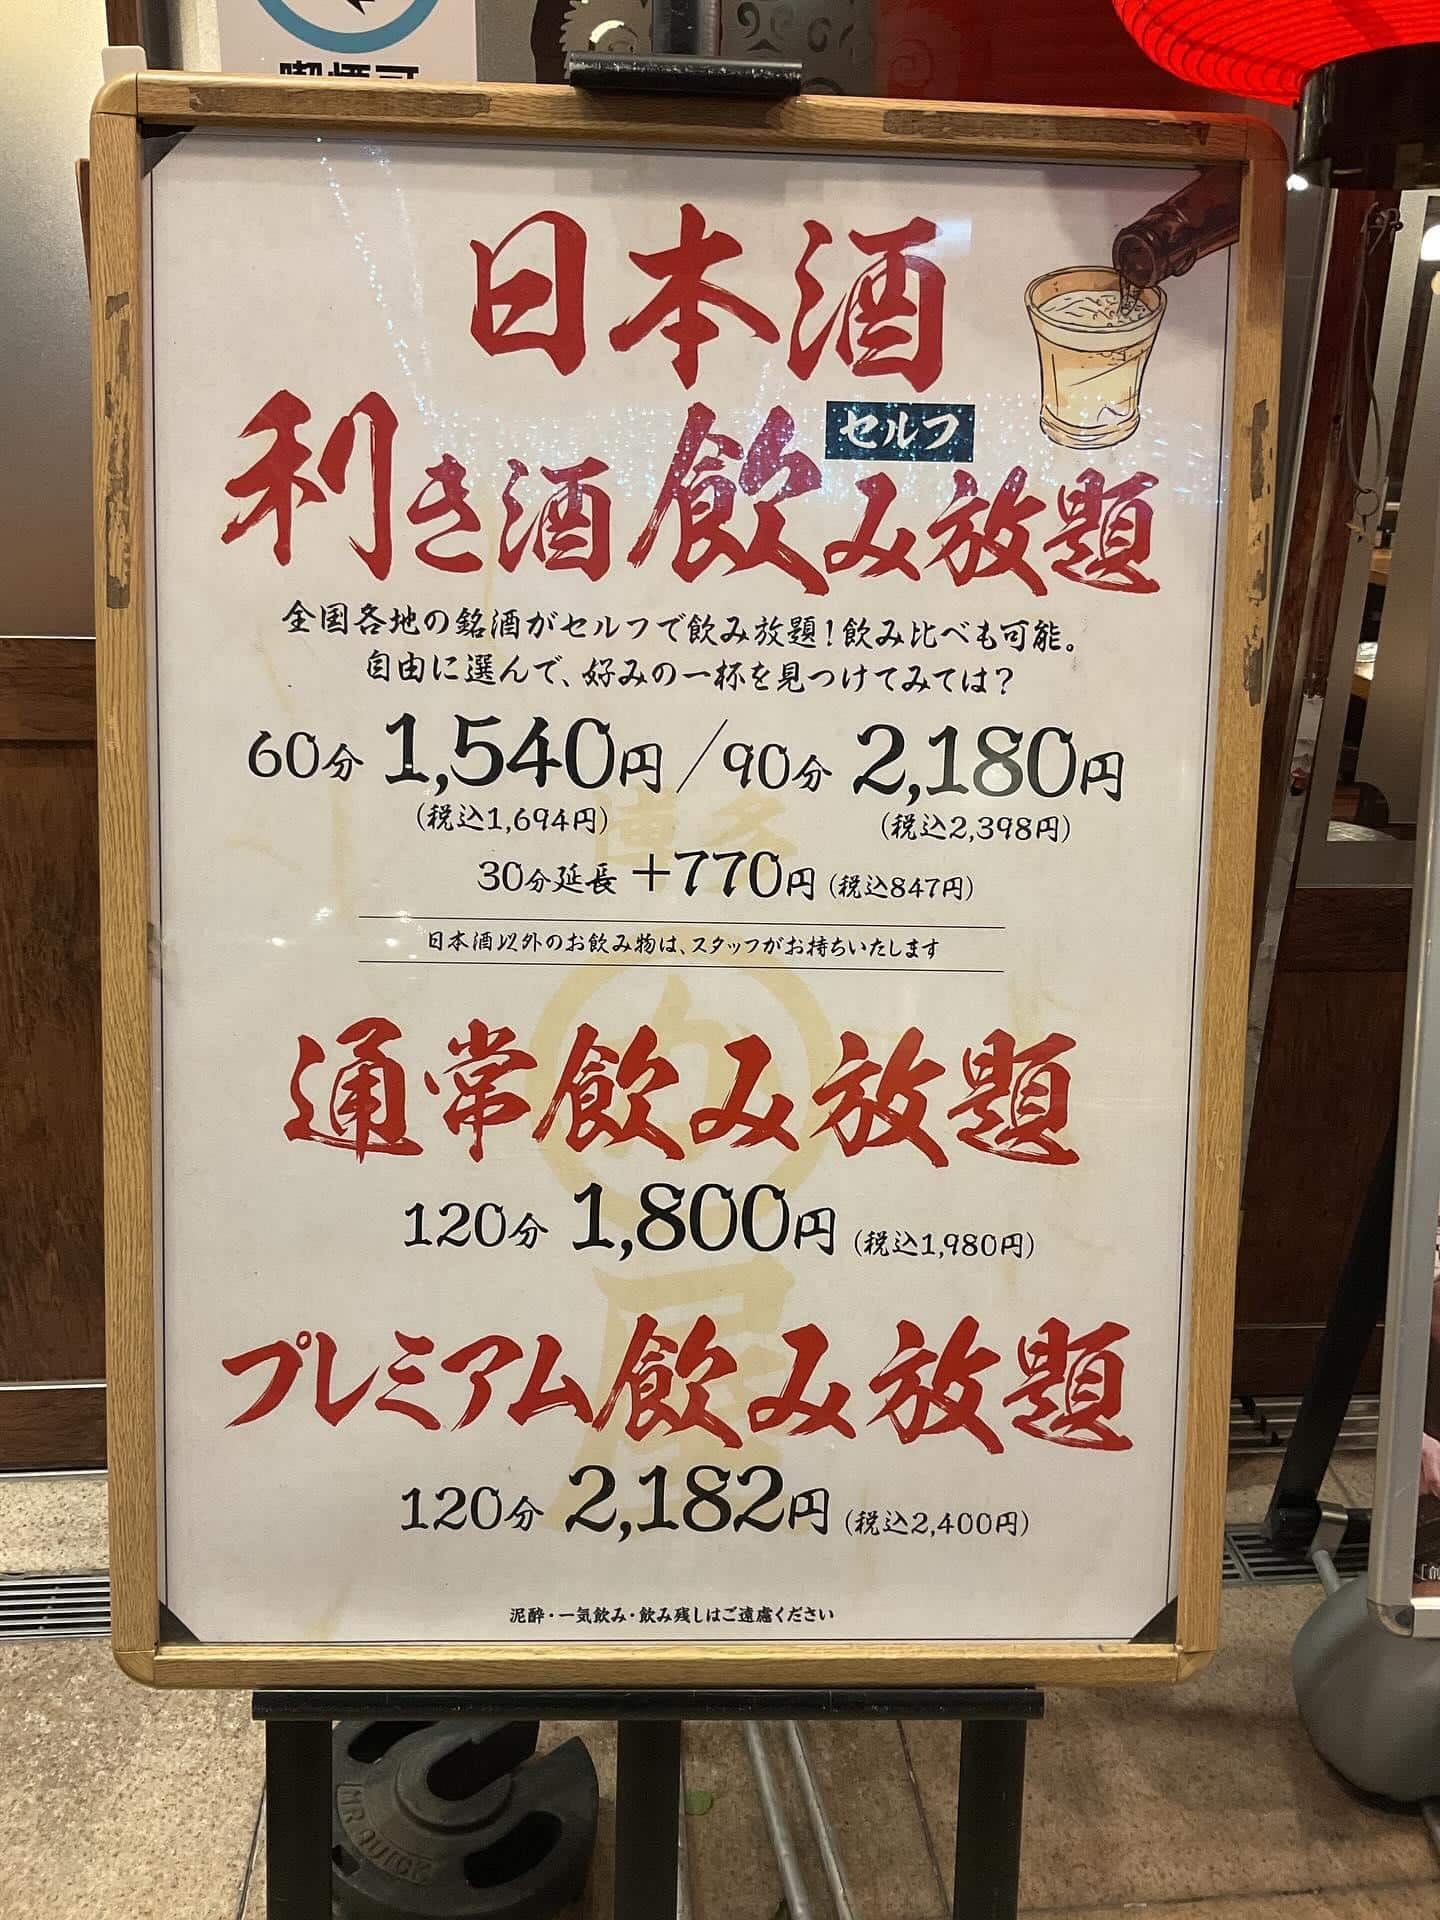 喫煙可
日本酒
セルフ
利き酒飲み放題
全国各地の銘酒がセルフで飲み放題！飲み比べも可能。
自由に選んで、好みの一杯を見つけてみては？
60分 1,540円／90分 2,180円
(税込1,694円) (税込2,398円)
30分延長 +770円 (税込847円)
日本酒以外のお飲み物は、スタッフがお持ちいたします
通常飲み放題
120分 1,800円 (税込1,980円)
プレミアム飲み放題
120分 2,182円 (税込2,400円)
泥酔・一気飲み・飲み残しはご遠慮ください
MR QUICK